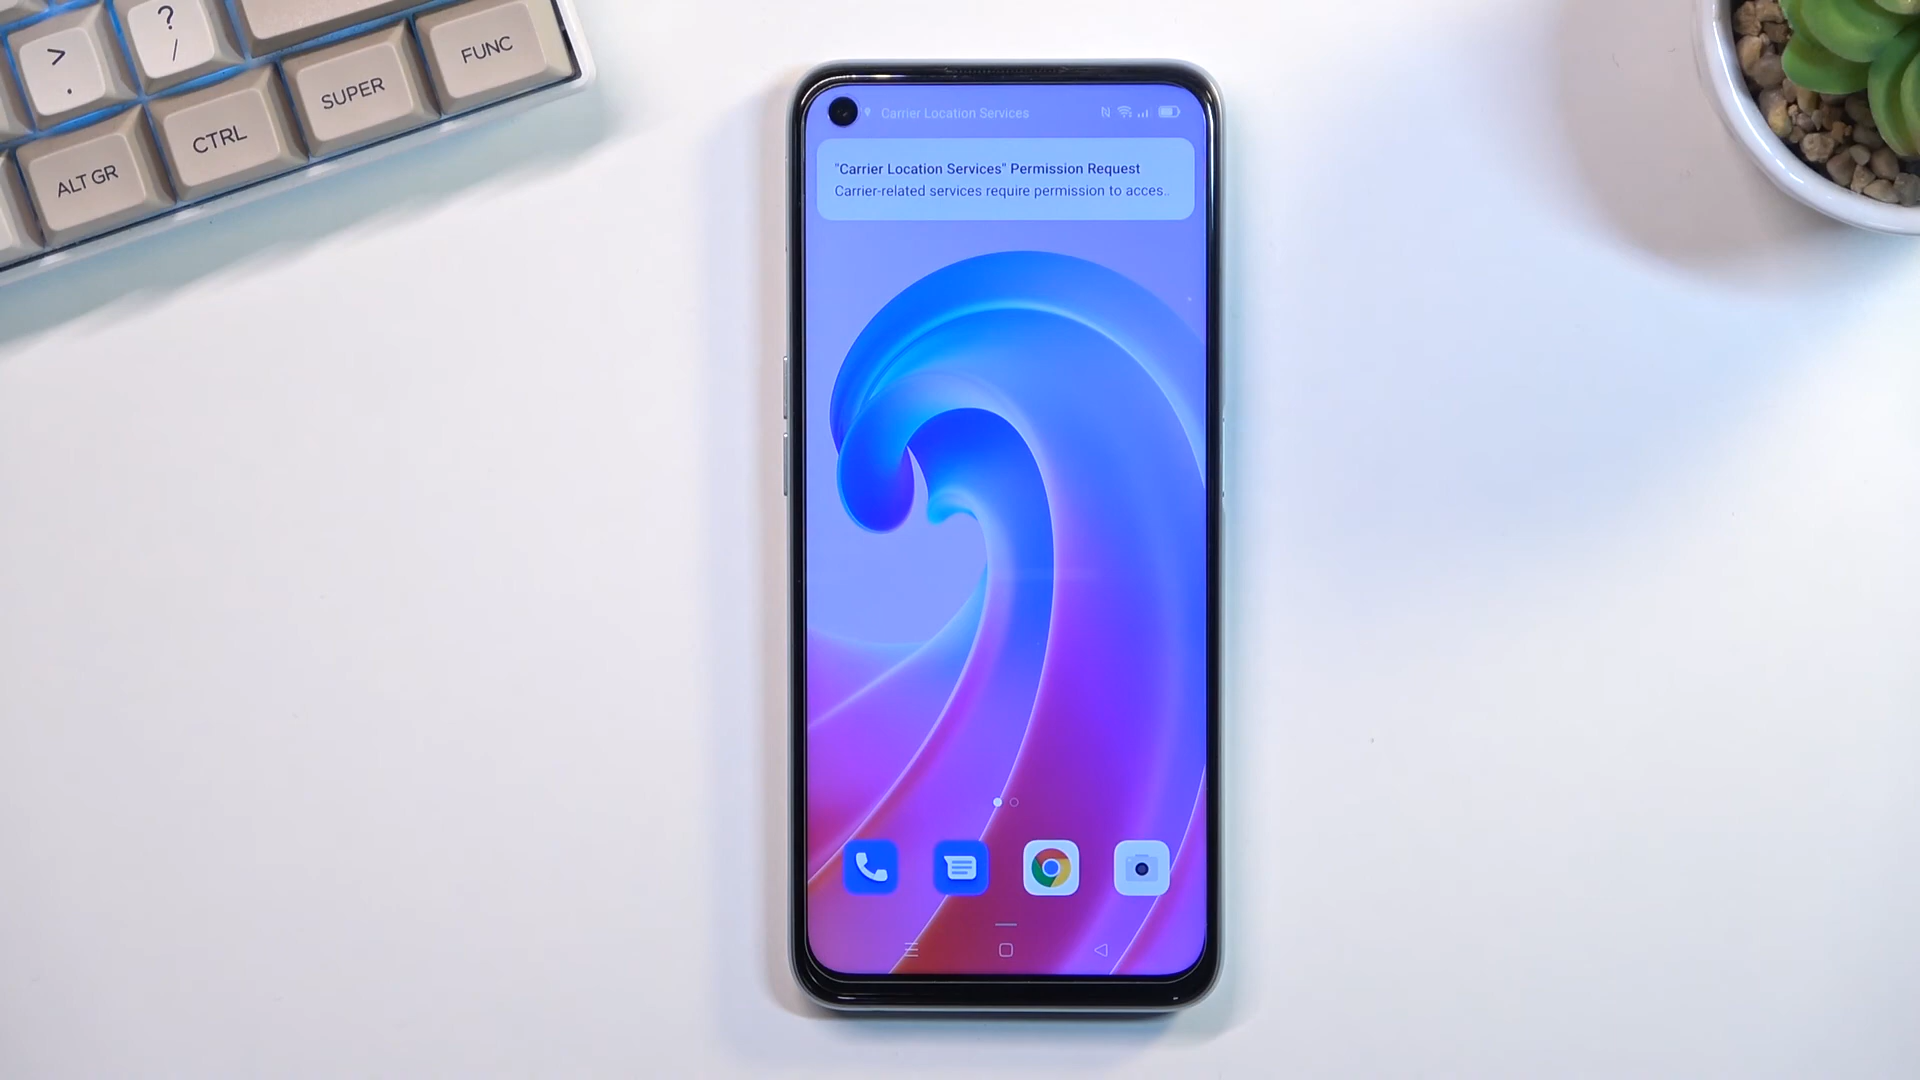 >
.
?
/
FUNC
SUPER
CTRL
ALT GR
Carrier Location Services
"Carrier Location Services" Permission Request
Carrier-related services require permission to acces..